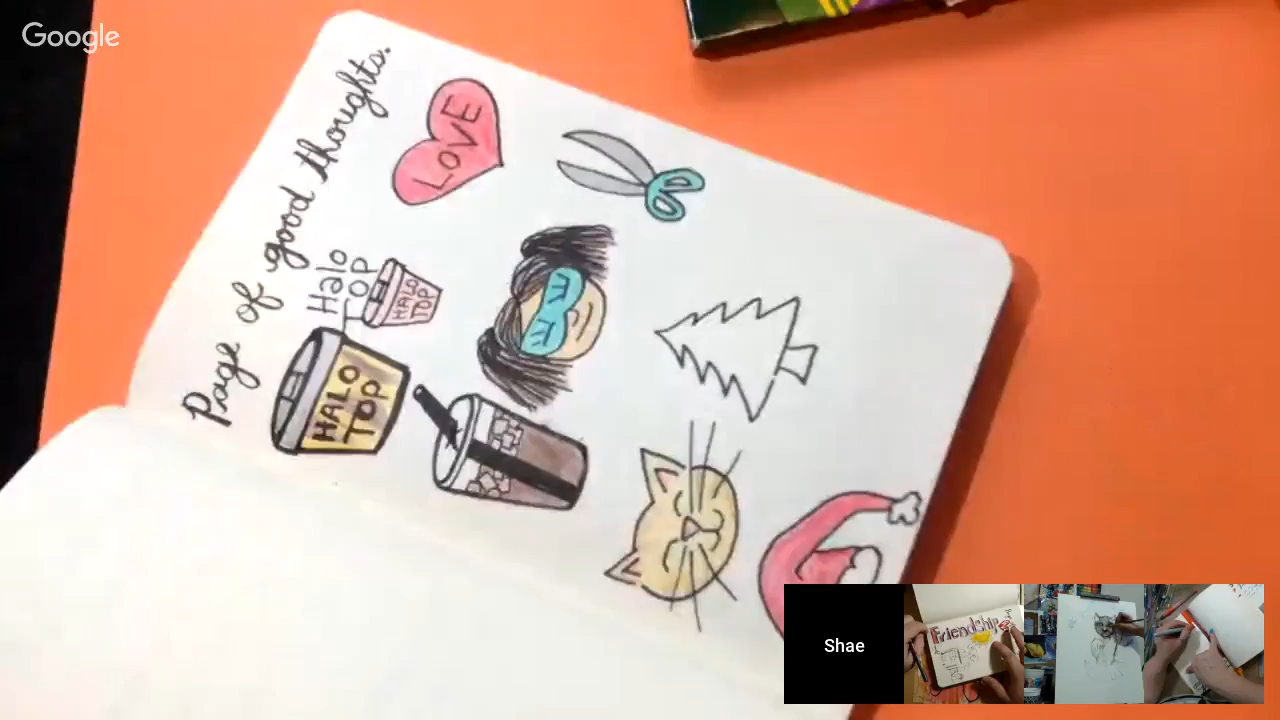 Google
Page of good thoughts.
LOVE
Halo
TOP
HALO
TOP
HALO
TOP
Shae
Friendship